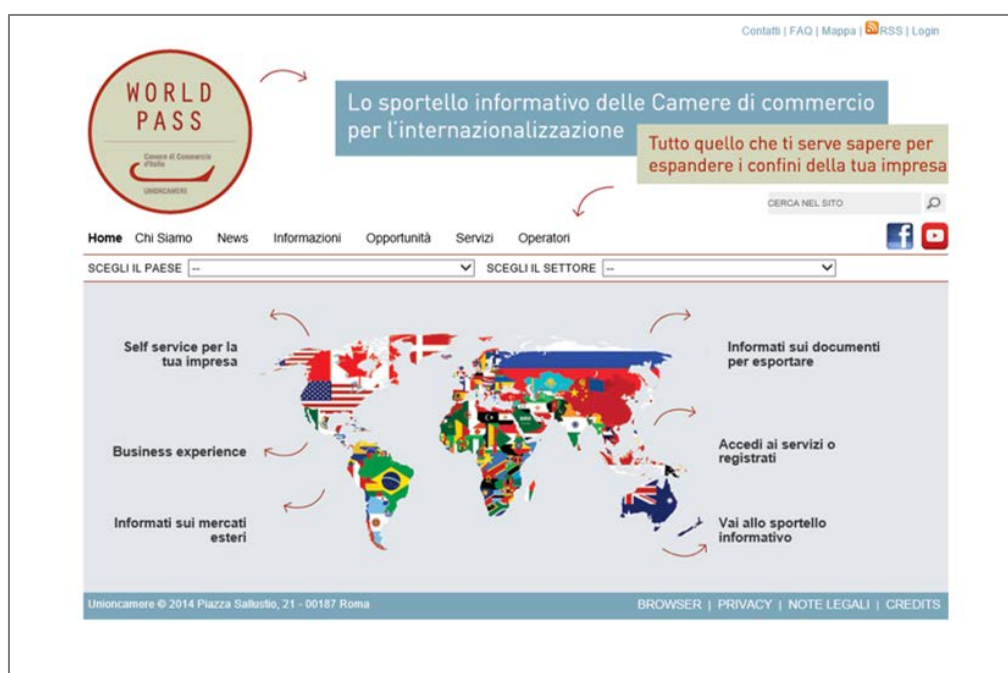 Contatti | FAQ | Mappa | RSS | Login
WORLD
PASS
Camere di Commercio
d'Italia
UNIONCAMERE
Lo sportello informativo delle Camere di commercio
per l'internazionalizzazione
Tutto quello che ti serve sapere per
espandere i confini della tua impresa
CERCA NEL SITO
Home Chi Siamo News Informazioni Opportunità Servizi Operatori
SCEGLI IL PAESE -- SCEGLI IL SETTORE --
Self service per la
tua impresa
Business experience
Informati sui mercati
esteri
Informati sui documenti
per esportare
Accedi ai servizi o
registrati
Vai allo sportello
informativo
Unioncamere © 2014 Piazza Sallustio, 21 - 00187 Roma
BROWSER | PRIVACY | NOTE LEGALI | CREDITS